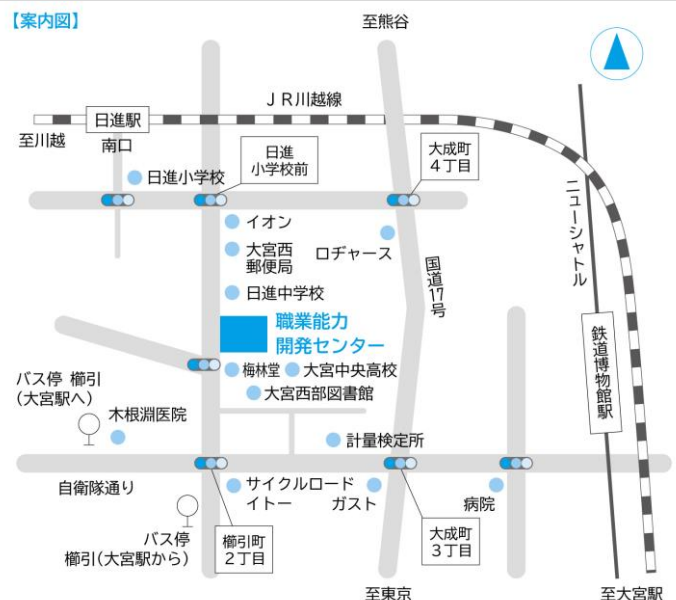 【案内図】
至熊谷
JR川越線
日進駅
至川越
南口
日進
小学校前
大成町
4丁目
日進小学校
イオン
大宮西
郵便局
ロヂャース
日進中学校
国道17号
ニューシャトル
職業能力
開発センター
鉄道博物館駅
梅林堂
大宮中央高校
大宮西部図書館
バス停 櫛引
(大宮駅へ)
木根淵医院
計量検定所
自衛隊通り
サイクルロード
イトー
ガスト
病院
バス停
櫛引(大宮駅から)
櫛引町
2丁目
大成町
3丁目
至東京
至大宮駅